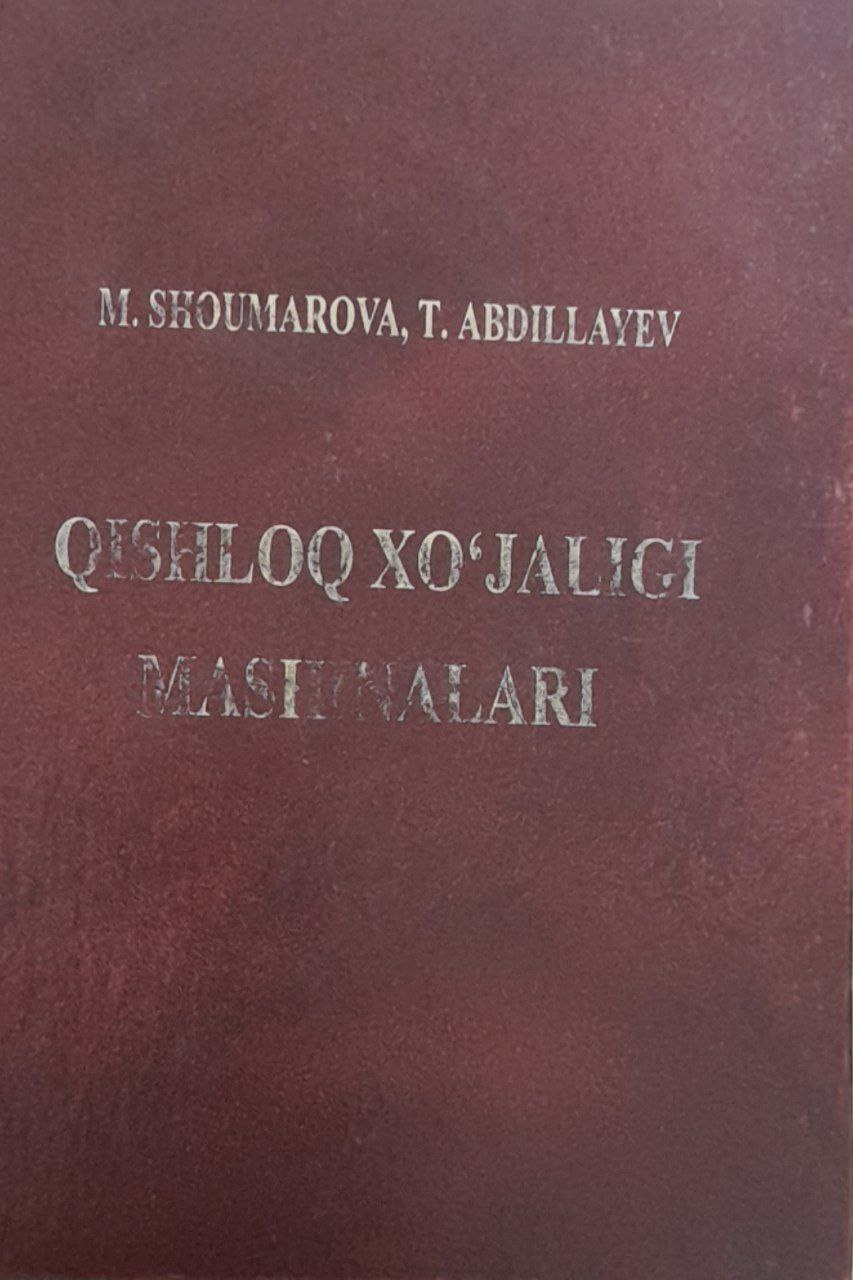 M. SHOUMAROVA, T. ABDILLAYEV
QISHLOQ XO‘JALIGI
MASHINALARI